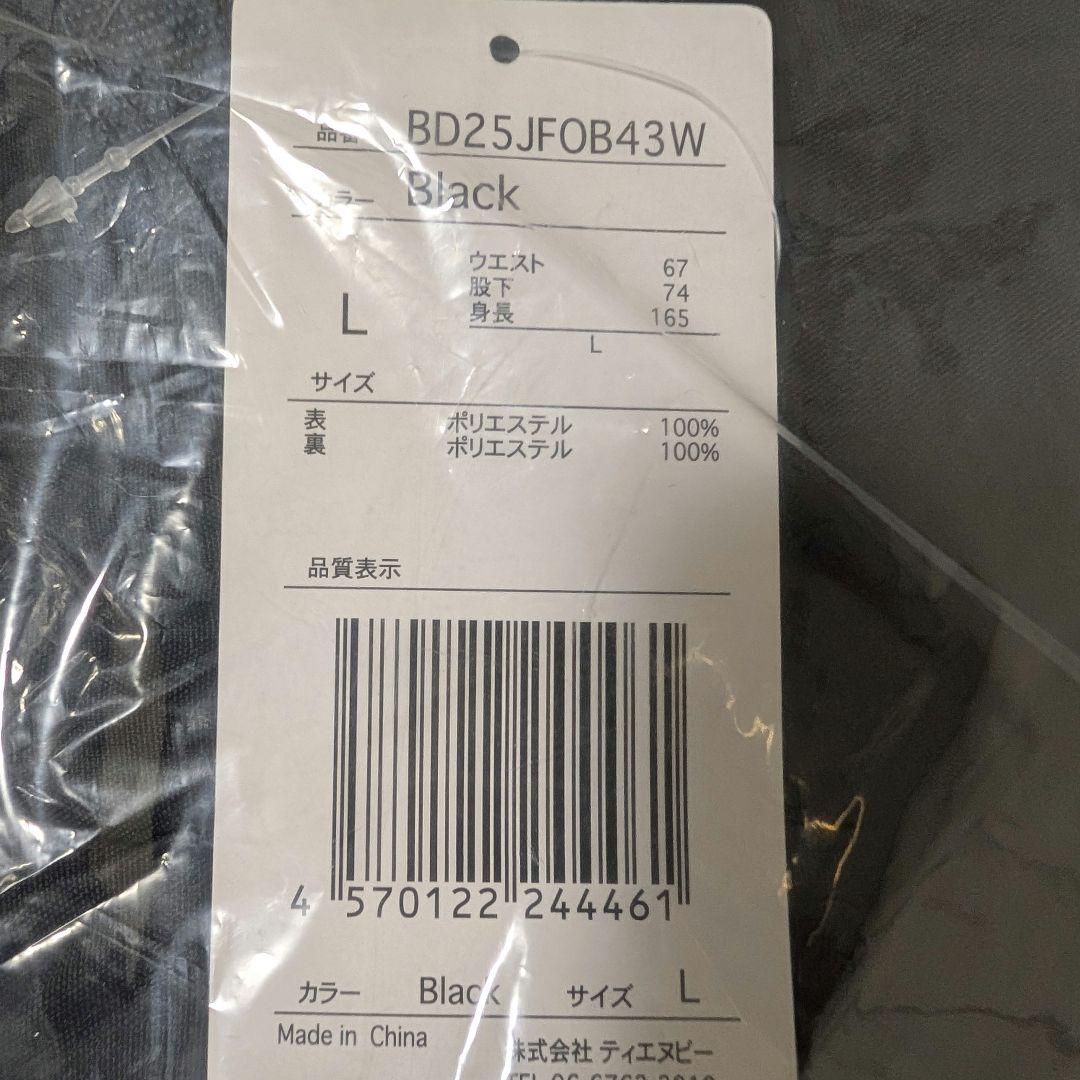 品番 BD25JFOB43W
カラー Black
ウエスト 67
股下 74
身長 165
L
L
サイズ
表 ポリエステル 100%
裏 ポリエステル 100%
品質表示
4 570122 244461
カラー Black サイズ L
Made in China
株式会社 ティエヌピー